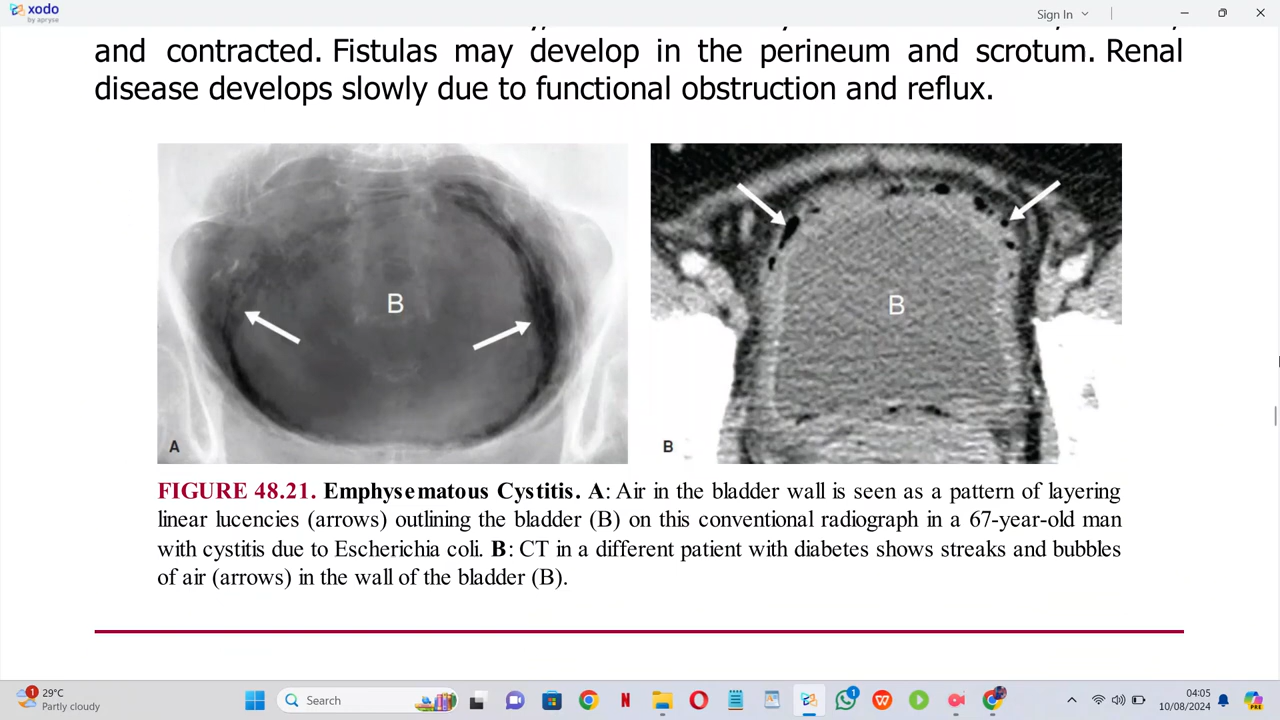 xodo
by apryse
Sign In
and contracted. Fistulas may develop in the perineum and scrotum. Renal
disease develops slowly due to functional obstruction and reflux.
B
A
B
B
FIGURE 48.21. Emphysematous Cystitis. A: Air in the bladder wall is seen as a pattern of layering
linear lucencies (arrows) outlining the bladder (B) on this conventional radiograph in a 67-year-old man
with cystitis due to Escherichia coli. B: CT in a different patient with diabetes shows streaks and bubbles
of air (arrows) in the wall of the bladder (B).
1
29°C
Partly cloudy
Search
1
04:05
10/08/2024
PRE